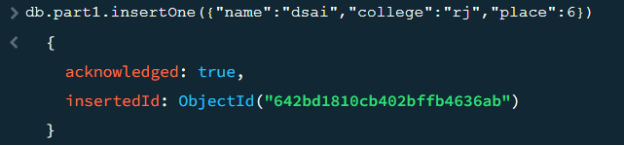 > db.part1.insertOne({"name":"dsai","college":"rj","place":6})
< {
acknowledged: true,
insertedId: ObjectId("642bd1810cb402bffb4636ab")
}